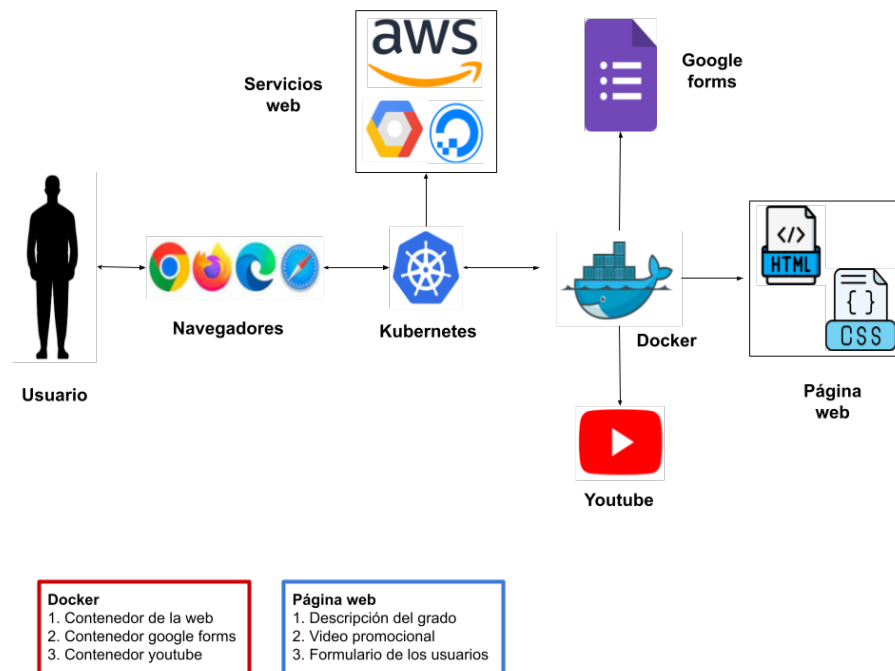 aws
Servicios
web
Google
forms
</>
HTML
{ }
CSS
Navegadores
Kubernetes
Docker
Usuario
Página
web
Youtube
Docker
1. Contenedor de la web
2. Contenedor google forms
3. Contenedor youtube
Página web
1. Descripción del grado
2. Video promocional
3. Formulario de los usuarios